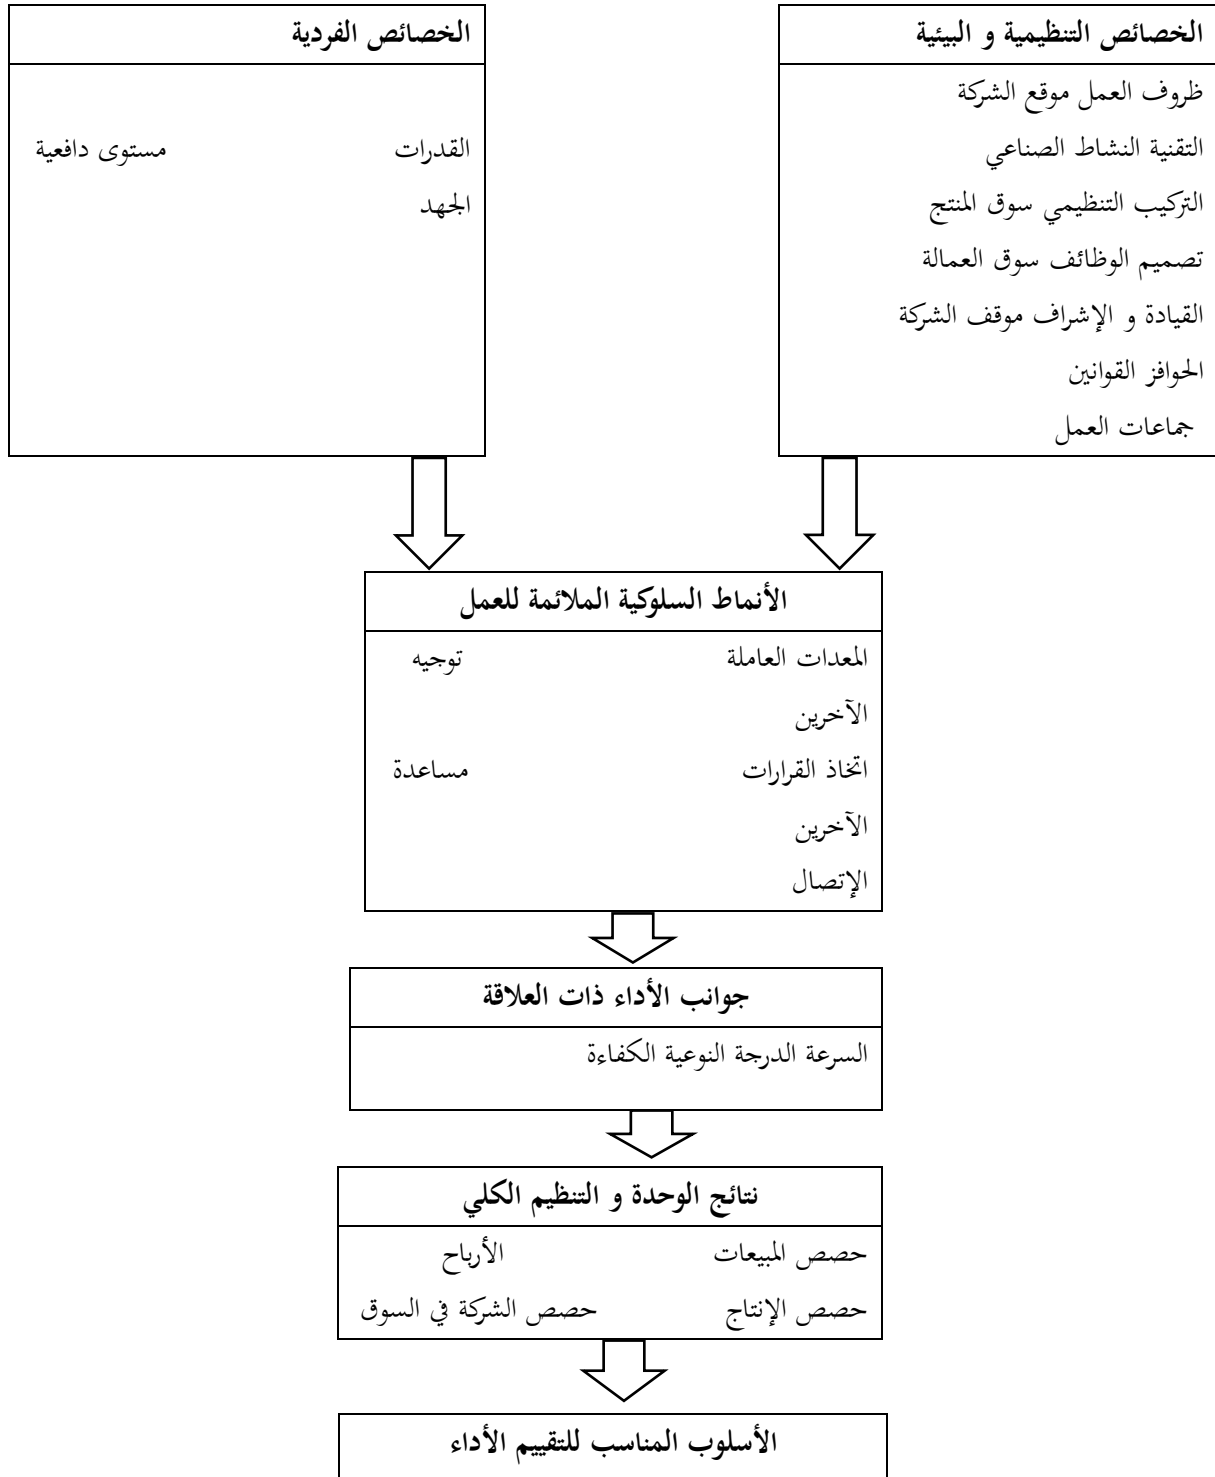 الخصائص التنظيمية و البيئية
ظروف العمل موقع الشركة
التقنية النشاط الصناعي
التركيب التنظيمي سوق المنتج
تصميم الوظائف سوق العمالة
القيادة و الإشراف موقف الشركة
الحوافز القوانين
جماعات العمل
الخصائص الفردية
القدرات مستوى دافعية
الجهد
الأنماط السلوكية الملائمة للعمل
المعدات العاملة توجيه
الآخرين
اتخاذ القرارات مساعدة
الآخرين
الإتصال
جوانب الأداء ذات العلاقة
السرعة الدرجة النوعية الكفاءة
نتائج الوحدة و التنظيم الكلي
حصص المبيعات الأرباح
حصص الإنتاج حصص الشركة في السوق
الأسلوب المناسب للتقييم الأداء